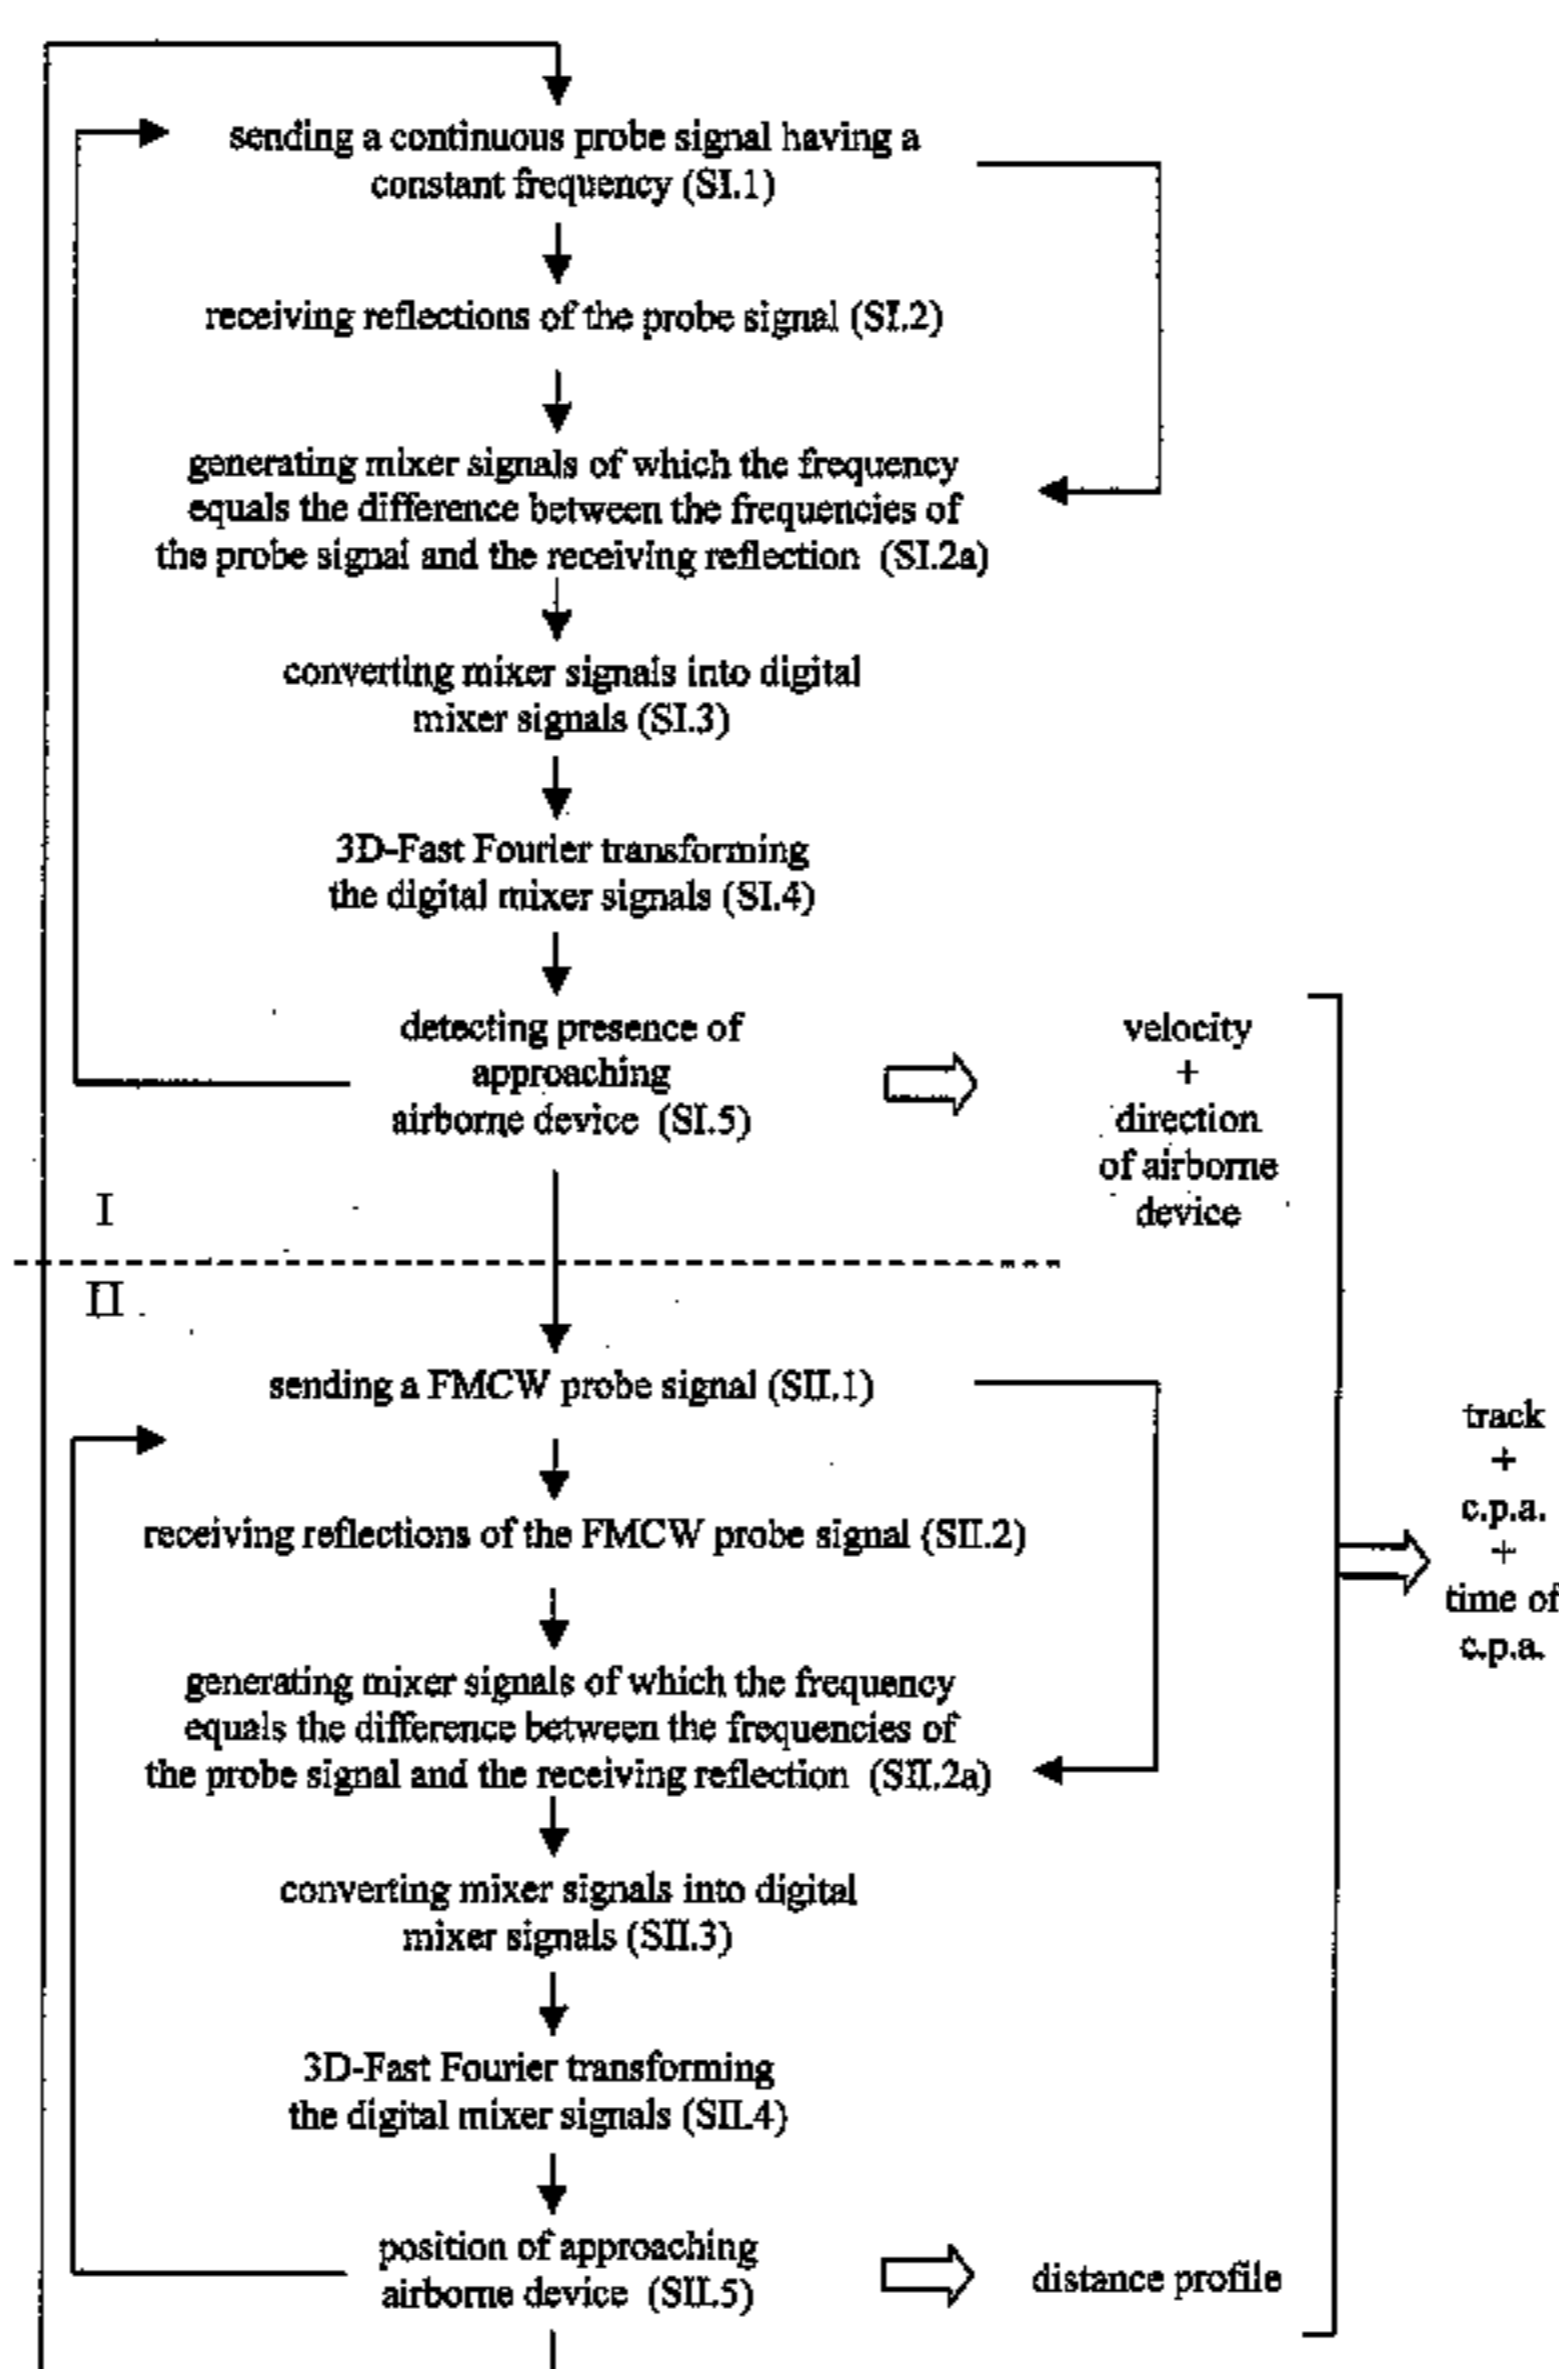 sending a continuous probe signal having a
constant frequency (SI.1)
receiving reflections of the probe signal (SI.2)
generating mixer signals of which the frequency
equals the difference between the frequencies of
the probe signal and the receiving reflection (SI.2a)
converting mixer signals into digital
mixer signals (SI.3)
3D-Fast Fourier transforming
the digital mixer signals (SI.4)
detecting presence of
approaching
airborne device (SI.5)
velocity
+
direction
of airborne
device
I
II
sending a FMCW probe signal (SII.1)
receiving reflections of the FMCW probe signal (SII.2)
generating mixer signals of which the frequency
equals the difference between the frequencies of
the probe signal and the receiving reflection (SII.2a)
converting mixer signals into digital
mixer signals (SII.3)
3D-Fast Fourier transforming
the digital mixer signals (SII.4)
position of approaching
airborne device (SII.5)
distance profile
track
+
c.p.a.
+
time of
c.p.a.